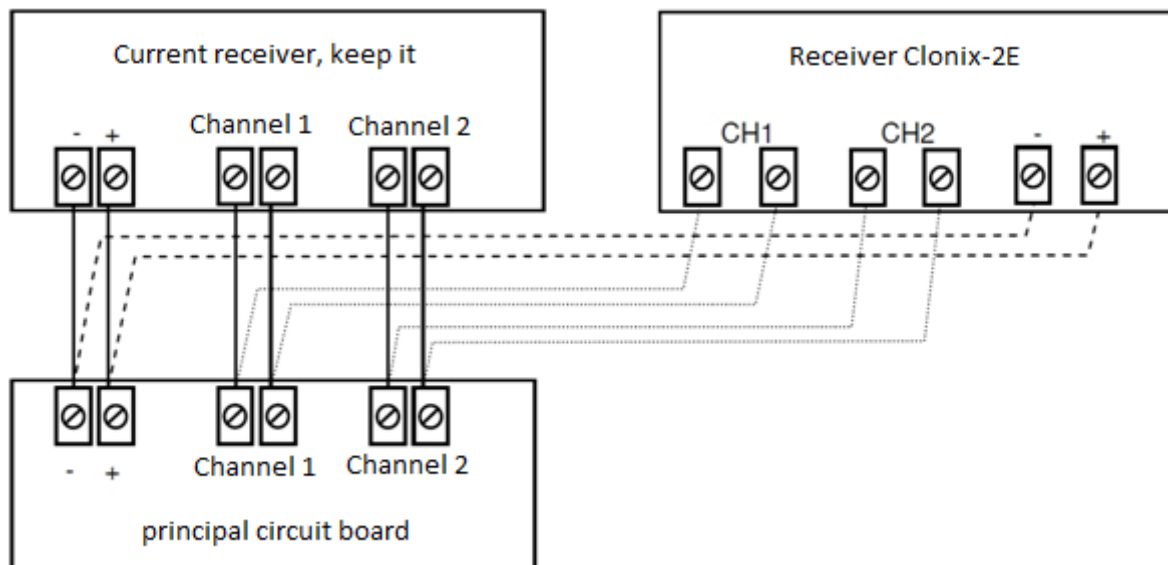 Current receiver, keep it
- +
Channel 1
Channel 2
Receiver Clonix-2E
CH1
CH2
- +
- +
Channel 1
Channel 2
principal circuit board